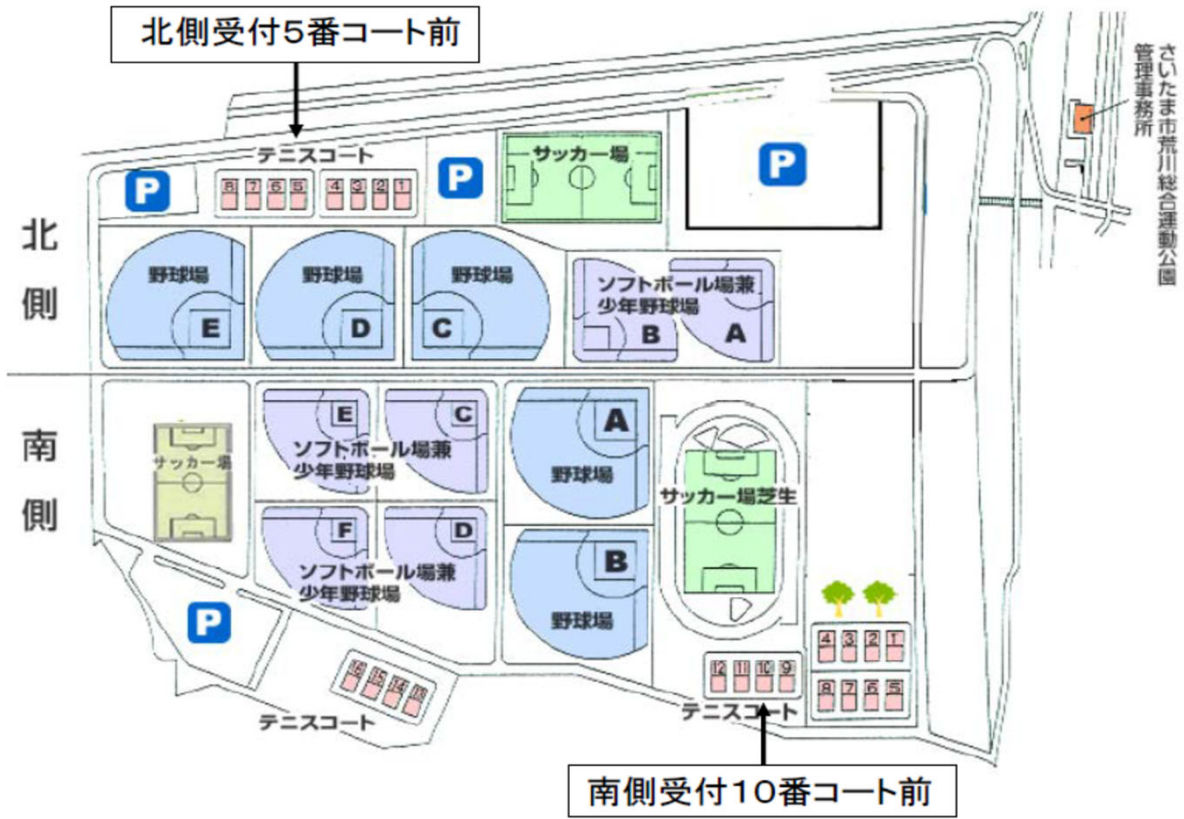 北側受付5番コート前
さいたま市荒川総合運動公園
管理事務所
テニスコート
P
8 7 6 5 4 3 2 1
P
サッカー場
P
北側
野球場
E
野球場
D
野球場
C
ソフトボール場兼
少年野球場
B
A
南側
サッカー場
E
C
ソフトボール場兼
少年野球場
F
D
ソフトボール場兼
少年野球場
A
野球場
B
野球場
サッカー場芝生
P
16 15 14 13
テニスコート
12 11 10 9
テニスコート
4 3 2 1
8 7 6 5
南側受付10番コート前